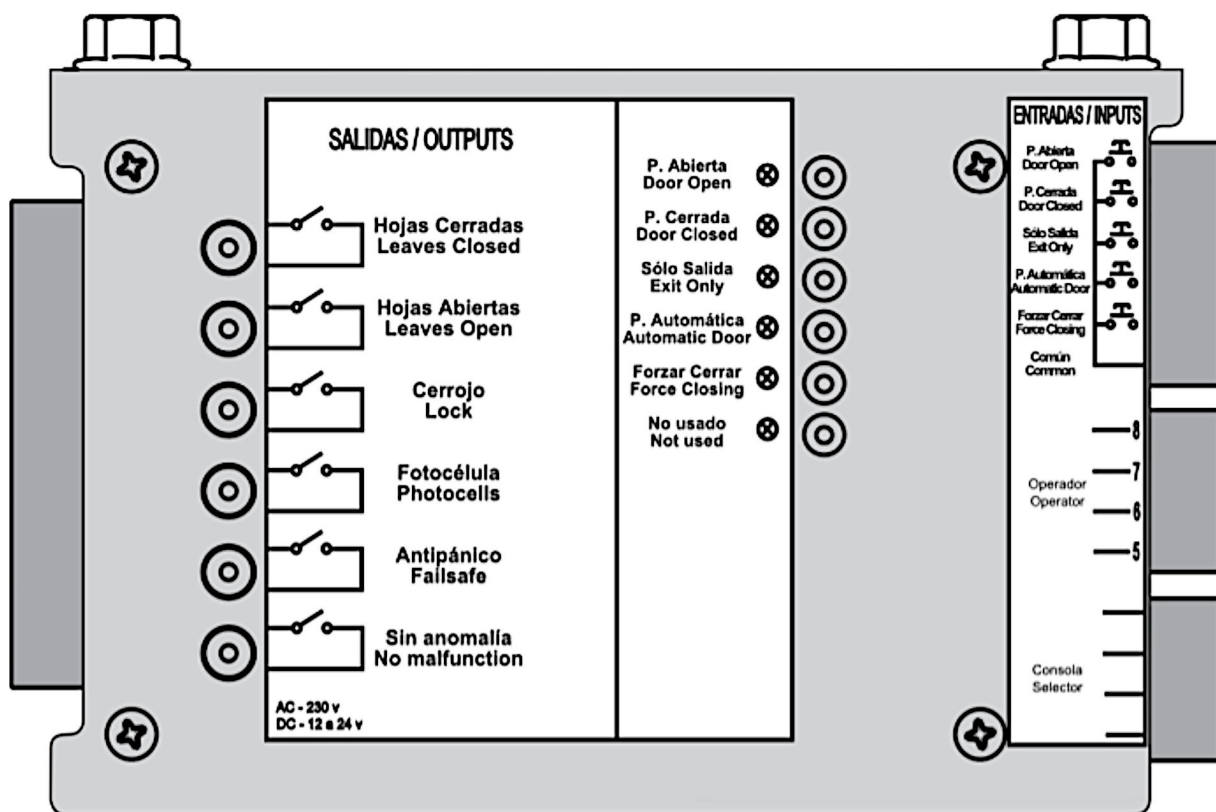 SALIDAS / OUTPUTS
Hojas Cerradas
Leaves Closed
Hojas Abiertas
Leaves Open
Cerrojo
Lock
Fotocélula
Photocells
Antipánico
Failsafe
Sin anomalía
No malfunction
AC - 230 v
DC - 12 a 24 v
P. Abierta
Door Open
P. Cerrada
Door Closed
Sólo Salida
Exit Only
P. Automática
Automatic Door
Forzar Cerrar
Force Closing
No usado
Not used
ENTRADAS / INPUTS
P. Abierta
Door Open
P. Cerrada
Door Closed
Sólo Salida
Exit Only
P. Automática
Automatic Door
Forzar Cerrar
Force Closing
Común
Common
8
7
Operador
Operator
6
5
Consola
Selector